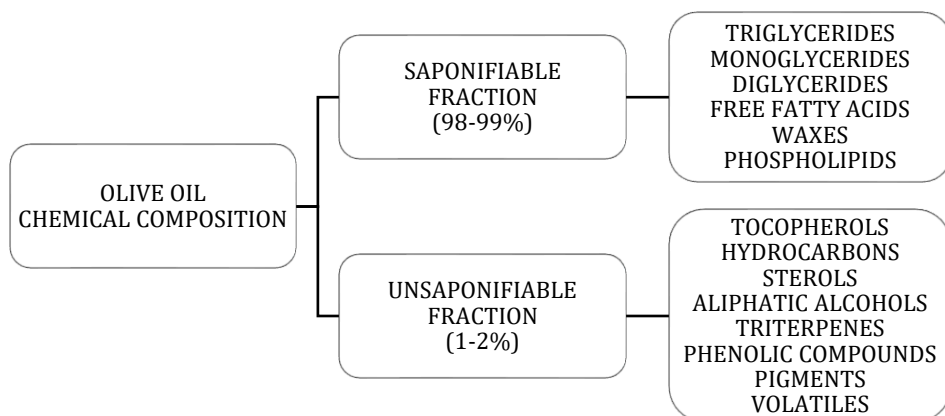 OLIVE OIL
CHEMICAL COMPOSITION
SAPONIFIABLE
FRACTION
(98-99%)
TRIGLYCERIDES
MONOGLYCERIDES
DIGLYCERIDES
FREE FATTY ACIDS
WAXES
PHOSPHOLIPIDS
UNSAPONIFIABLE
FRACTION
(1-2%)
TOCOPHEROLS
HYDROCARBONS
STEROLS
ALIPHATIC ALCOHOLS
TRITERPENES
PHENOLIC COMPOUNDS
PIGMENTS
VOLATILES